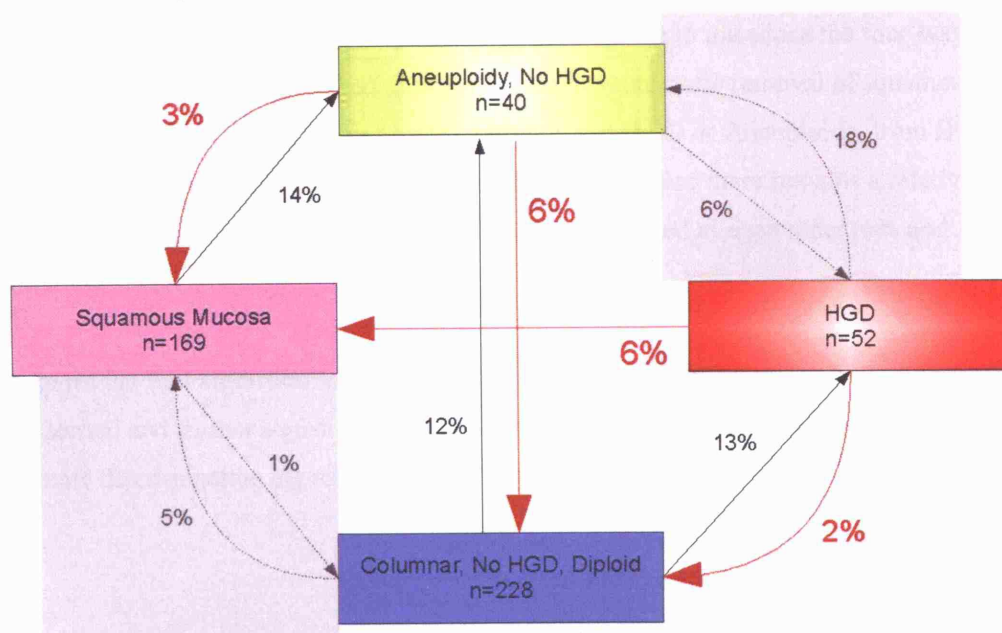 Aneuploidy, No HGD
n=40
3%
18%
14%
6%
6%
Squamous Mucosa
n=169
HGD
n=52
6%
12%
13%
1%
5%
2%
Columnar, No HGD, Diploid
n=228